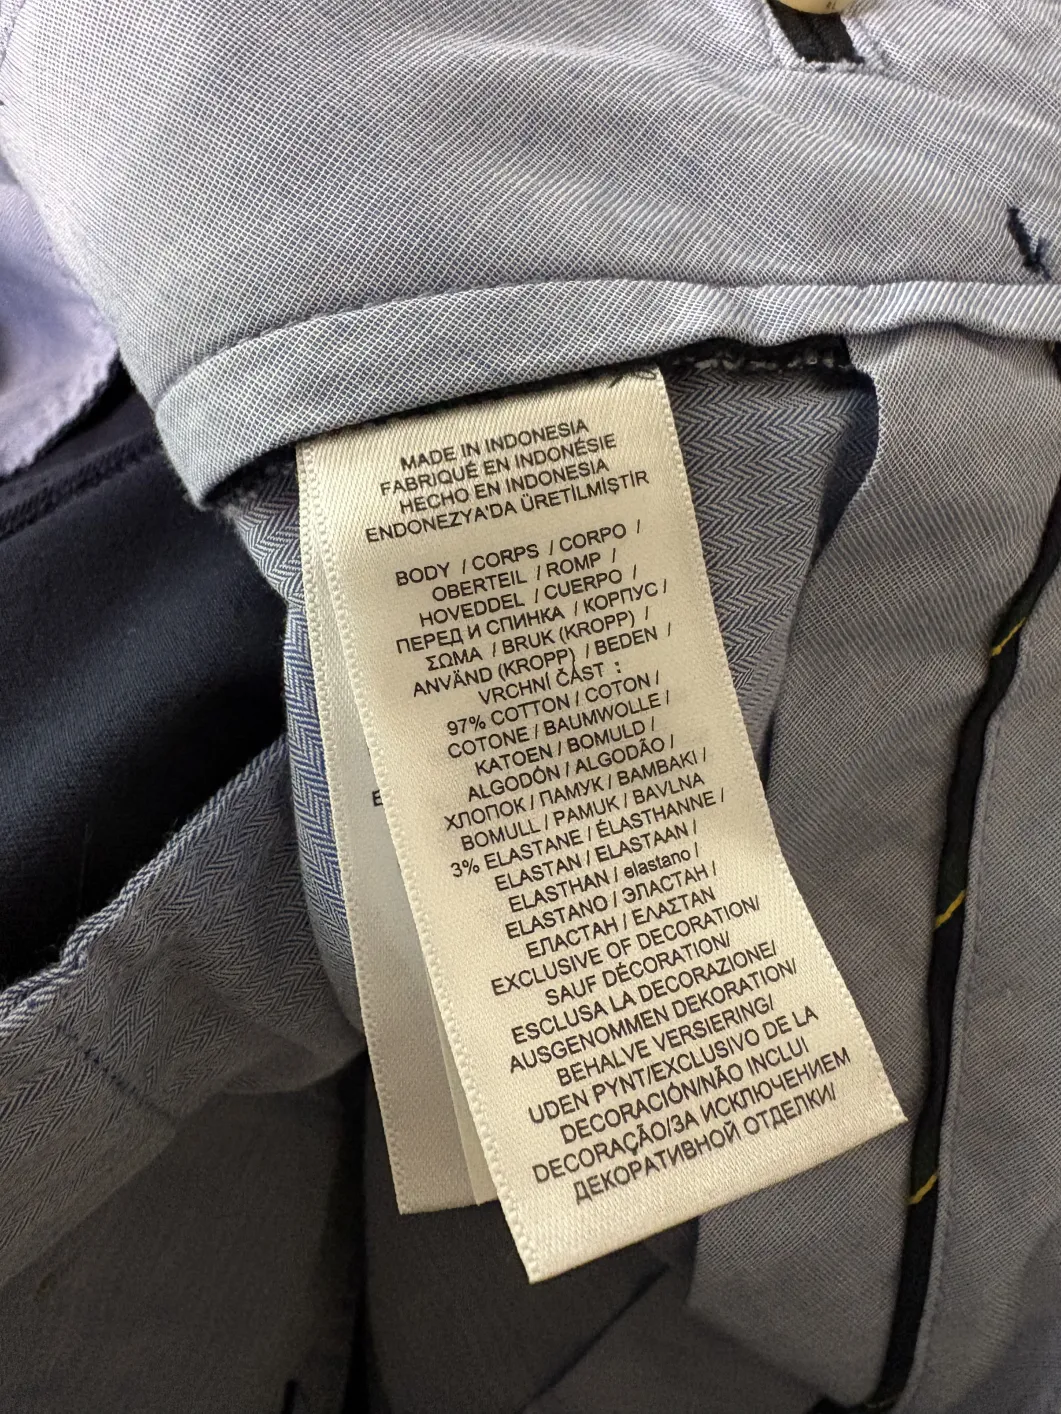 MADE IN INDONESIA
FABRIQUÉ EN INDONÉSIE
HECHO EN INDONESIA
ENDONEZYA'DA ÜRETİLMİŞTİR
BODY / CORPS / CORPO /
OBERTEIL / ROMP /
HOVEDDEL / CUERPO /
ПЕРЕД И СПИНКА / КОРПУС /
ΣΩΜΑ / BRUK (KROPP) /
ANVÄND (KROPP) / BEDEN /
VRCHNÍ ČÁST :
97% COTTON / COTON /
COTONE / BAUMWOLLE /
KATOEN / BOMULD /
ALGODÓN / ALGODÃO /
ХЛОПОК / ПАМУК / ΒΑΜΒΑΚΙ /
BOMULL / PAMUK / BAVLNA
3% ELASTANE / ÉLASTHANNE /
ELASTAN / ELASTAAN /
ELASTHAN / elastano /
ELASTANO / ЭЛАСТАН /
ЕЛАСТАН / ΕΛΑΣΤΑΝ
EXCLUSIVE OF DECORATION/
SAUF DÉCORATION/
ESCLUSA LA DECORAZIONE/
AUSGENOMMEN DEKORATION/
BEHALVE VERSIERING/
UDEN PYNT/EXCLUSIVO DE LA
DECORACIÓN/NÃO INCLUI
DECORAÇÃO/ЗА ИСКЛЮЧЕНИЕМ
ДЕКОРАТИВНОЙ ОТДЕЛКИ/